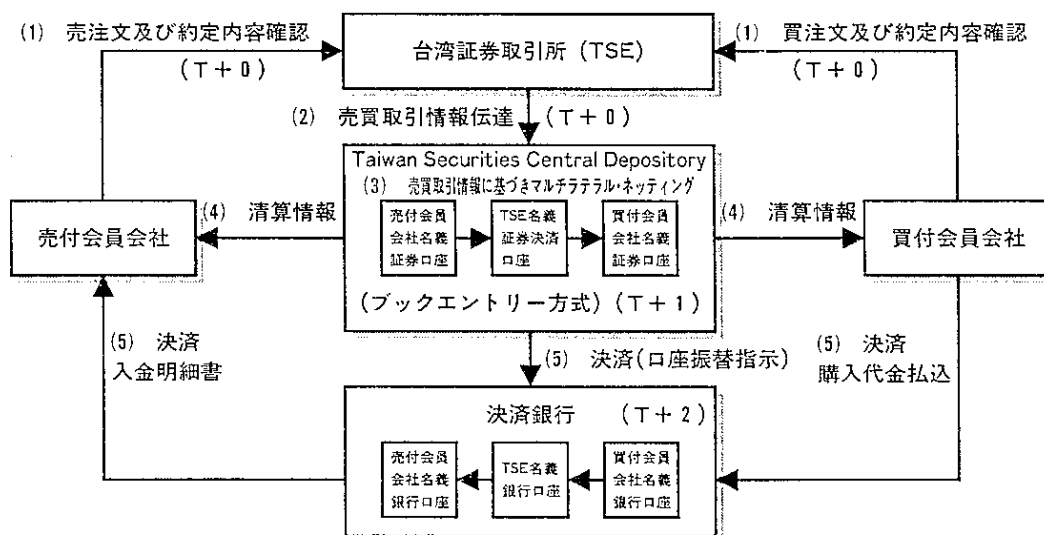 (1) 売注文及び約定内容確認
(T+0)
台湾証券取引所 (TSE)
(1) 買注文及び約定内容確認
(T+0)
(2) 売買取引情報伝達 (T+0)
Taiwan Securities Central Depository
(3) 売買取引情報に基づきマルチラテラル・ネッティング
売付会員
会社名義
証券口座
TSE名義
証券決済
口座
買付会員
会社名義
証券口座
(ブックエントリー方式) (T+1)
(4) 清算情報
売付会員会社
(4) 清算情報
買付会員会社
(5) 決済
入金明細書
(5) 決済(口座振替指示)
(5) 決済
購入代金払込
決済銀行 (T+2)
売付会員
会社名義
銀行口座
TSE名義
銀行口座
買付会員
会社名義
銀行口座